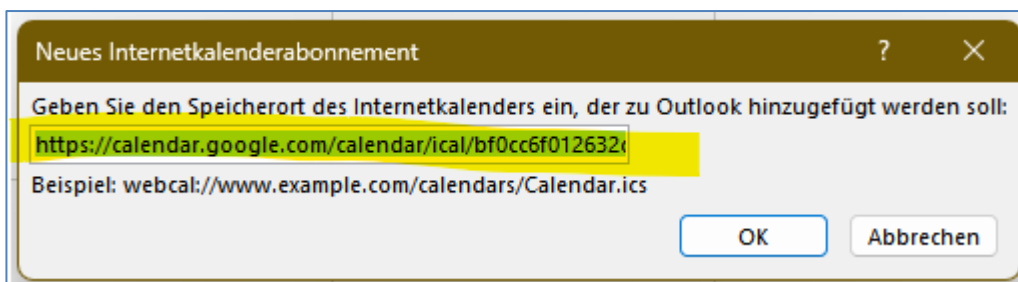 Neues Internetkalenderabonnement
Geben Sie den Speicherort des Internetkalenders ein, der zu Outlook hinzugefügt werden soll:
https://calendar.google.com/calendar/ical/bf0cc6f012632c
Beispiel: webcal://www.example.com/calendars/Calendar.ics
OK Abbrechen